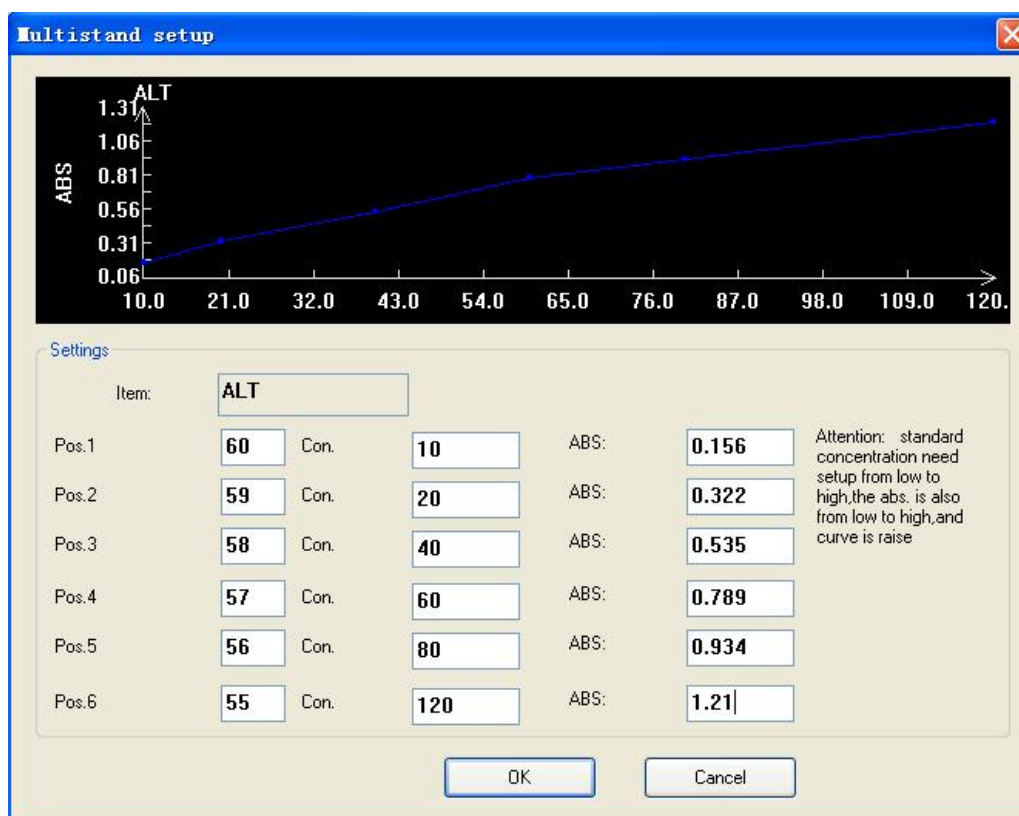 Multistand setup
ALT
1.31
1.06
0.81
0.56
0.31
0.06
ABS
10.0 21.0 32.0 43.0 54.0 65.0 76.0 87.0 98.0 109.0 120.
Settings
Item: ALT
Pos.1 60 Con. 10 ABS: 0.156
Pos.2 59 Con. 20 ABS: 0.322
Pos.3 58 Con. 40 ABS: 0.535
Pos.4 57 Con. 60 ABS: 0.789
Pos.5 56 Con. 80 ABS: 0.934
Pos.6 55 Con. 120 ABS: 1.21
Attention: standard
concentration need
setup from low to
high,the abs. is also
from low to high,and
curve is raise
OK Cancel